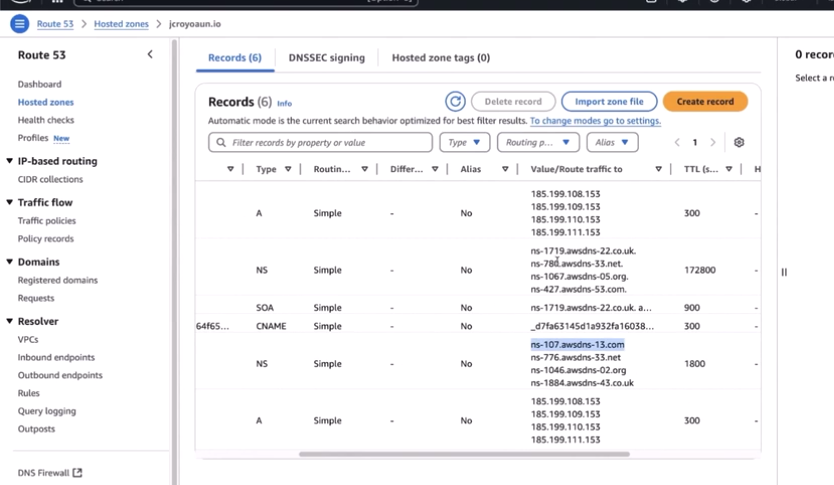 Route 53 > Hosted zones > jcroyoaun.io
Route 53
Dashboard
Hosted zones
Health checks
Profiles New
IP-based routing
CIDR collections
Traffic flow
Traffic policies
Policy records
Domains
Registered domains
Requests
Resolver
VPCs
Inbound endpoints
Outbound endpoints
Rules
Query logging
Outposts
DNS Firewall
Records (6) DNSSEC signing Hosted zone tags (0)
Records (6) Info Delete record Import zone file Create record
Automatic mode is the current search behavior optimized for best filter results. To change modes go to settings.
Filter records by property or value Type Routing p... Alias 1
Type Routin... Differ... Alias Value/Route traffic to TTL (s... H
A Simple - No 185.199.108.153 300 -
185.199.109.153
185.199.110.153
185.199.111.153
NS Simple - No ns-1719.awsdns-22.co.uk. 172800 -
ns-780.awsdns-33.net.
ns-1067.awsdns-05.org.
ns-427.awsdns-53.com.
SOA Simple - No ns-1719.awsdns-22.co.uk. a... 900 -
64f65... CNAME Simple - No _d7fa63145d1a932fa16038... 300 -
NS Simple - No ns-107.awsdns-13.com 1800 -
ns-776.awsdns-33.net
ns-1046.awsdns-02.org
ns-1884.awsdns-43.co.uk
A Simple - No 185.199.108.153 300 -
185.199.109.153
185.199.110.153
185.199.111.153
0 recor
Select a r